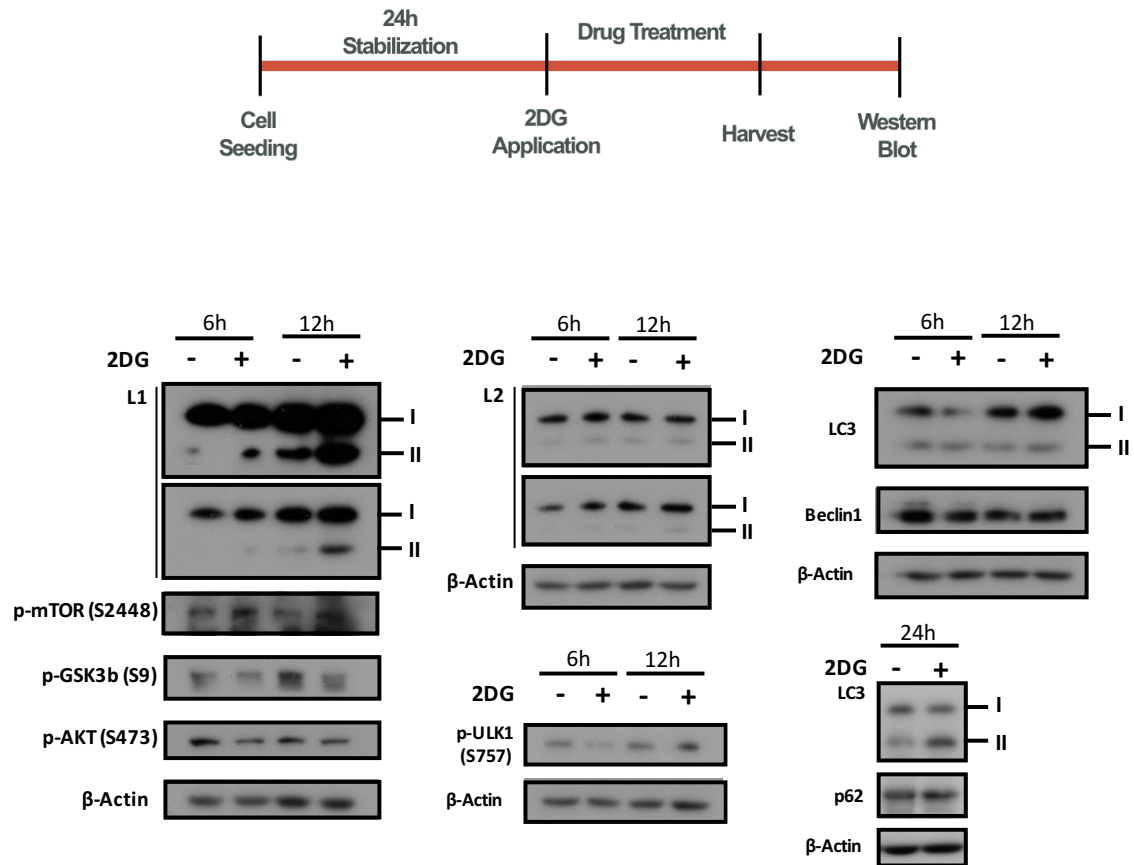 24h
Stabilization
Drug Treatment
Cell
Seeding
2DG
Application
Harvest
Western
Blot
6h 12h
2DG - + - +
L1
I
II
I
II
p-mTOR (S2448)
p-GSK3b (S9)
p-AKT (S473)
β-Actin
6h 12h
2DG - + - +
L2
I
II
I
II
β-Actin
6h 12h
2DG - + - +
p-ULK1
(S757)
β-Actin
6h 12h
2DG - + - +
LC3
I
II
Beclin1
β-Actin
24h
2DG - +
LC3
I
II
p62
β-Actin